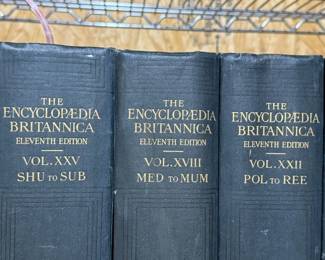 THE
ENCYCLOPÆDIA
BRITANNICA
ELEVENTH EDITION
VOL. XXV
SHU TO SUB
THE
ENCYCLOPÆDIA
BRITANNICA
ELEVENTH EDITION
VOL. XVIII
MED TO MUM
THE
ENCYCLOPÆDIA
BRITANNICA
ELEVENTH EDITION
VOL. XXII
POL TO REE